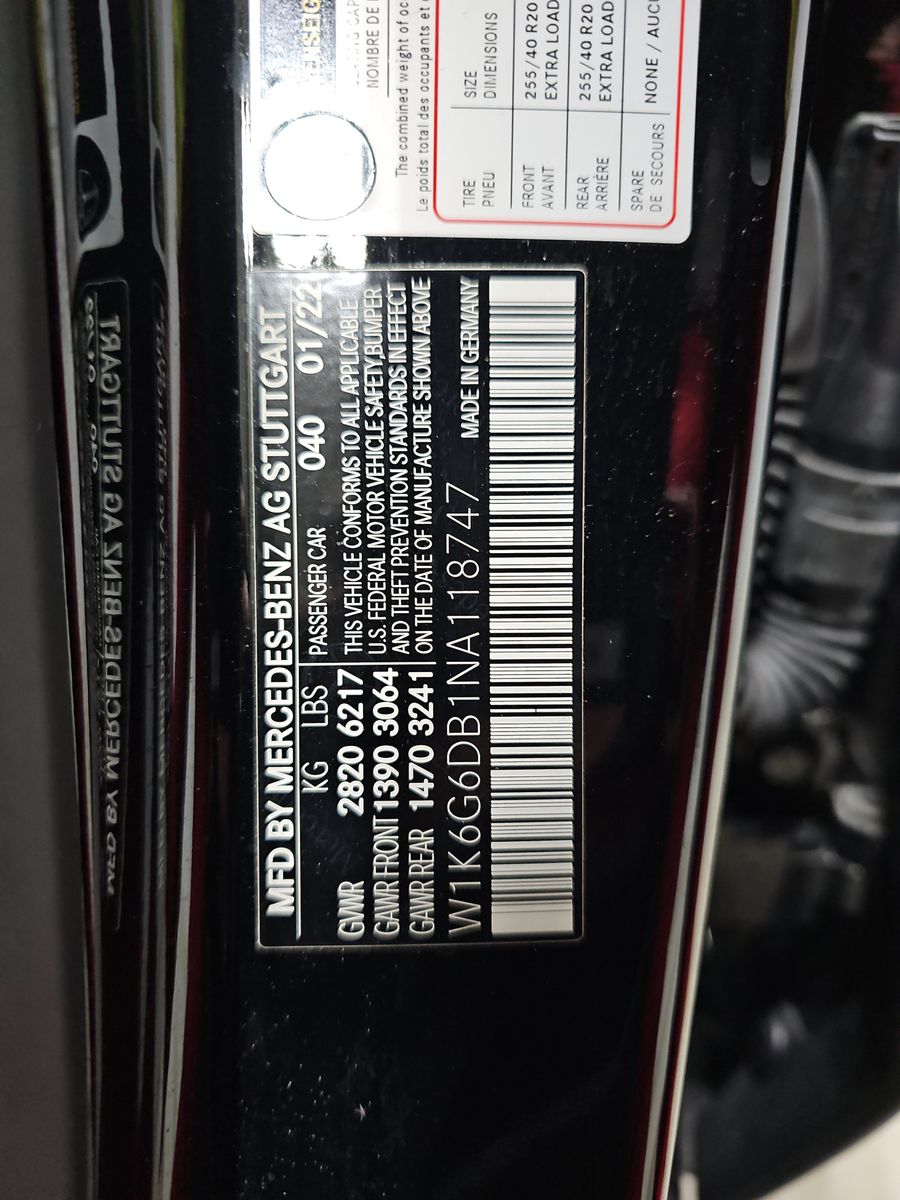 MFD BY MERCEDES-BENZ AG STUTTGART
KG LBS PASSENGER CAR 040 01/22
GVWR 2820 6217 THIS VEHICLE CONFORMS TO ALL APPLICABLE
GAWR FRONT 1390 3064 U.S. FEDERAL MOTOR VEHICLE SAFETY,BUMPER
AND THEFT PREVENTION STANDARDS IN EFFECT
GAWR REAR 1470 3241 ON THE DATE OF MANUFACTURE SHOWN ABOVE
W1K6G6DB1NA118747 MADE IN GERMANY
NOMBRE DE
The combined weight of oc
Le poids total des occupants et
TIRE SIZE
PNEU DIMENSIONS
FRONT 255/40 R20
AVANT EXTRA LOAD
REAR 255/40 R20
ARRIÈRE EXTRA LOAD
SPARE NONE / AUC
DE SECOURS